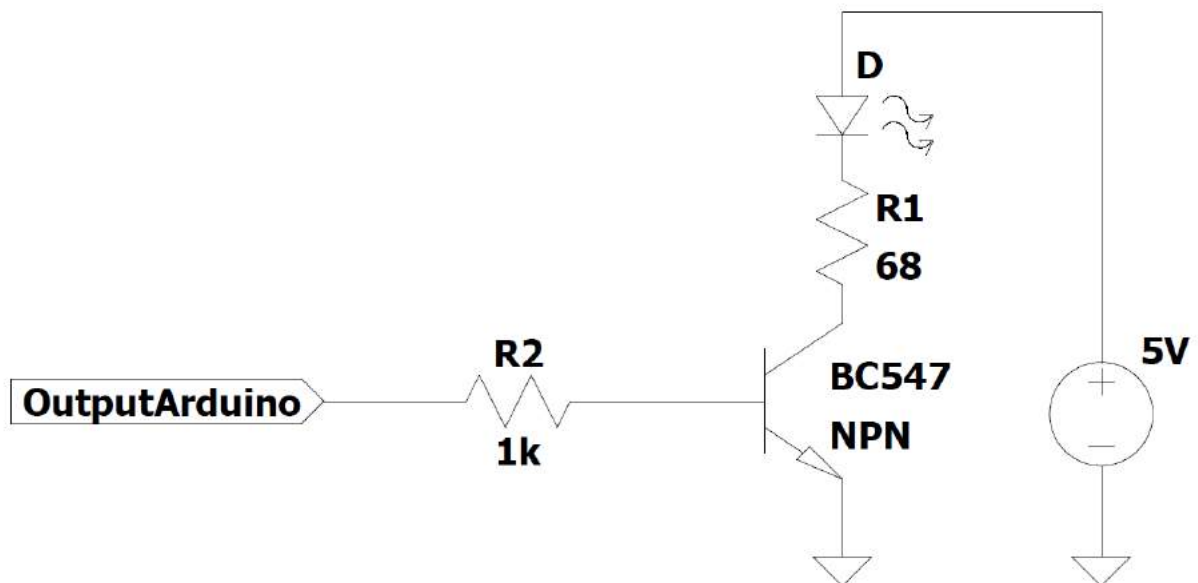 D
R1
68
R2
1k
OutputArduino
BC547
NPN
5V